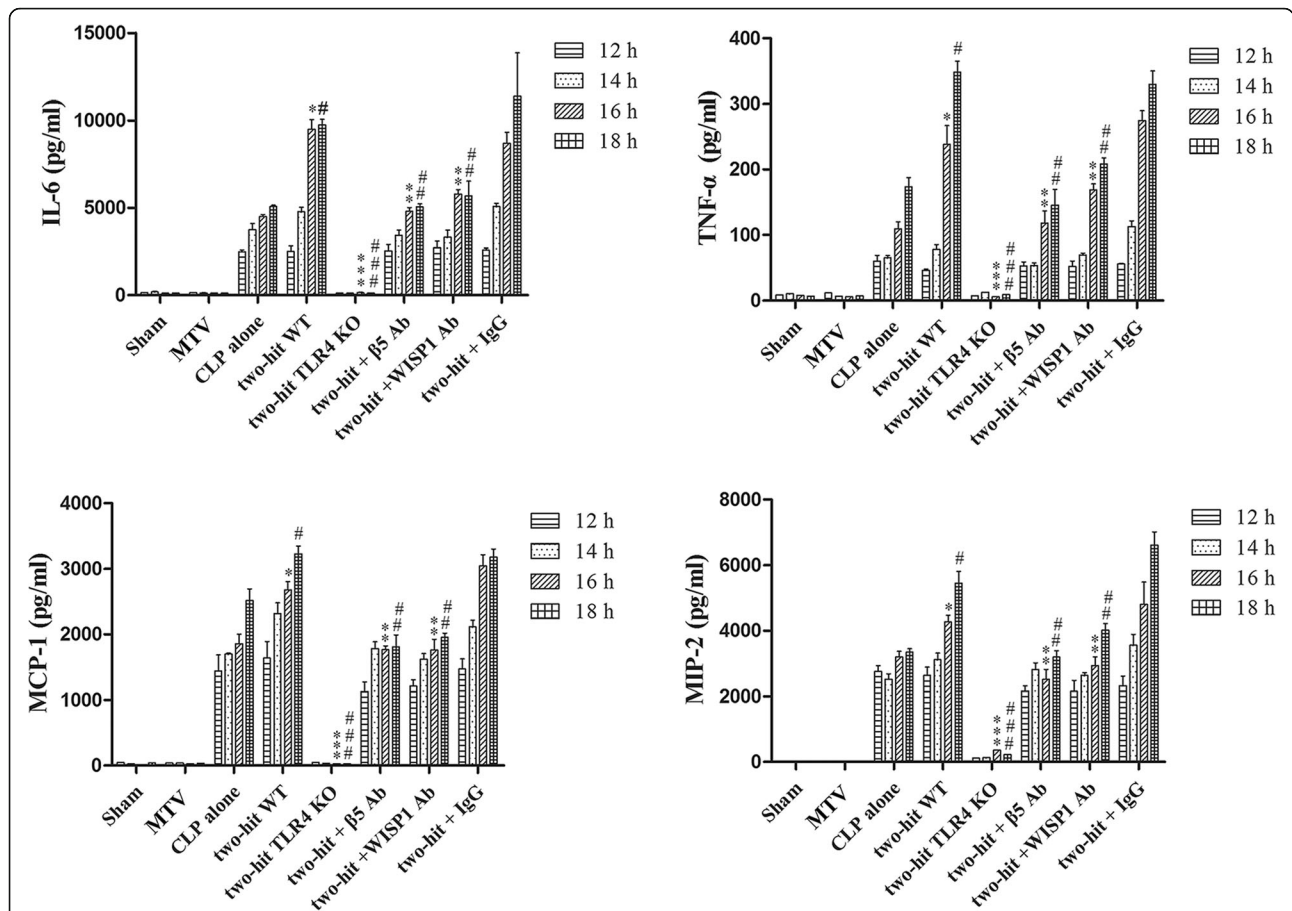 IL-6 (pg/ml)
15000
10000
5000
0
12 h
14 h
16 h
18 h
*
#
***
###
**
##
**
##
Sham
MTV
CLP alone
two-hit WT
two-hit TLR4 KO
two-hit + β5 Ab
two-hit +WISP1 Ab
two-hit + IgG
TNF-α (pg/ml)
400
300
200
100
0
12 h
14 h
16 h
18 h
*
#
***
###
**
##
**
##
Sham
MTV
CLP alone
two-hit WT
two-hit TLR4 KO
two-hit + β5 Ab
two-hit +WISP1 Ab
two-hit + IgG
MCP-1 (pg/ml)
4000
3000
2000
1000
0
12 h
14 h
16 h
18 h
*
#
***
###
**
##
**
##
Sham
MTV
CLP alone
two-hit WT
two-hit TLR4 KO
two-hit + β5 Ab
two-hit +WISP1 Ab
two-hit + IgG
MIP-2 (pg/ml)
8000
6000
4000
2000
0
12 h
14 h
16 h
18 h
*
#
***
###
**
##
**
##
Sham
MTV
CLP alone
two-hit WT
two-hit TLR4 KO
two-hit + β5 Ab
two-hit +WISP1 Ab
two-hit + IgG